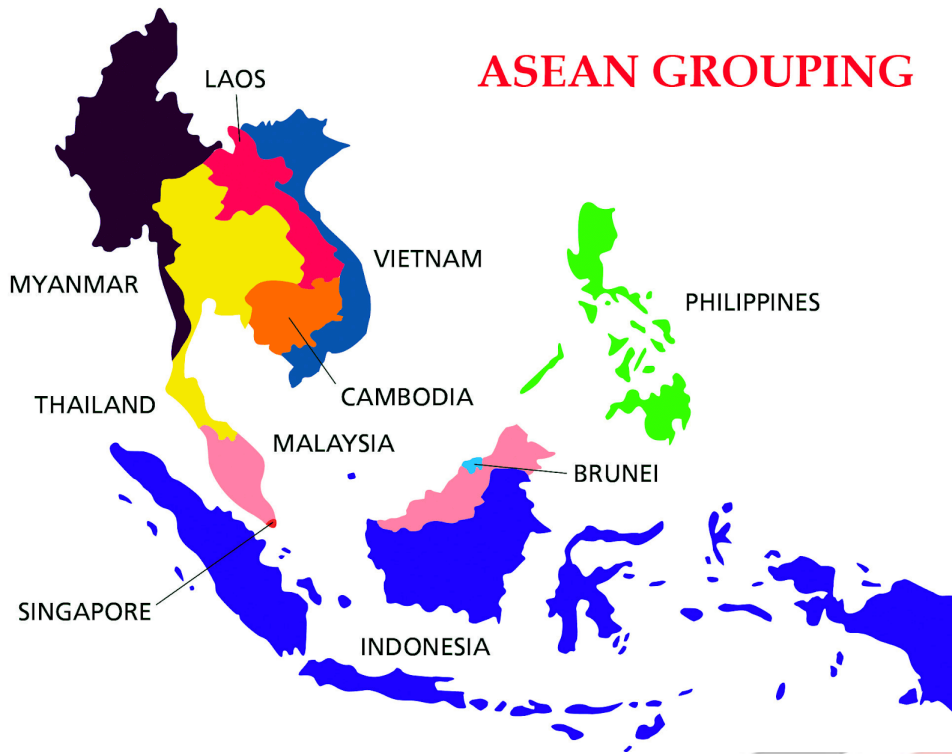 ASEAN GROUPING
LAOS
VIETNAM
MYANMAR
PHILIPPINES
CAMBODIA
THAILAND
MALAYSIA
BRUNEI
SINGAPORE
INDONESIA